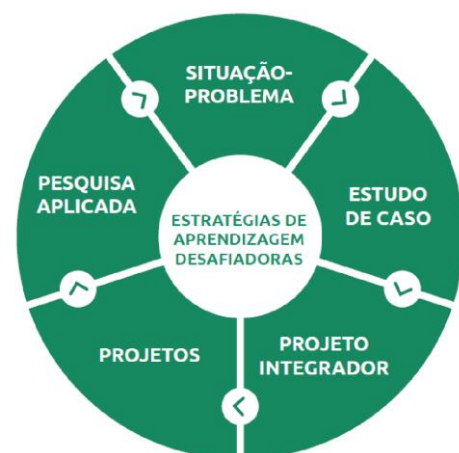 SITUAÇÃO-
PROBLEMA
ESTUDO
DE CASO
PROJETO
INTEGRADOR
PROJETOS
PESQUISA
APLICADA
ESTRATÉGIAS DE
APRENDIZAGEM
DESAFIADORAS